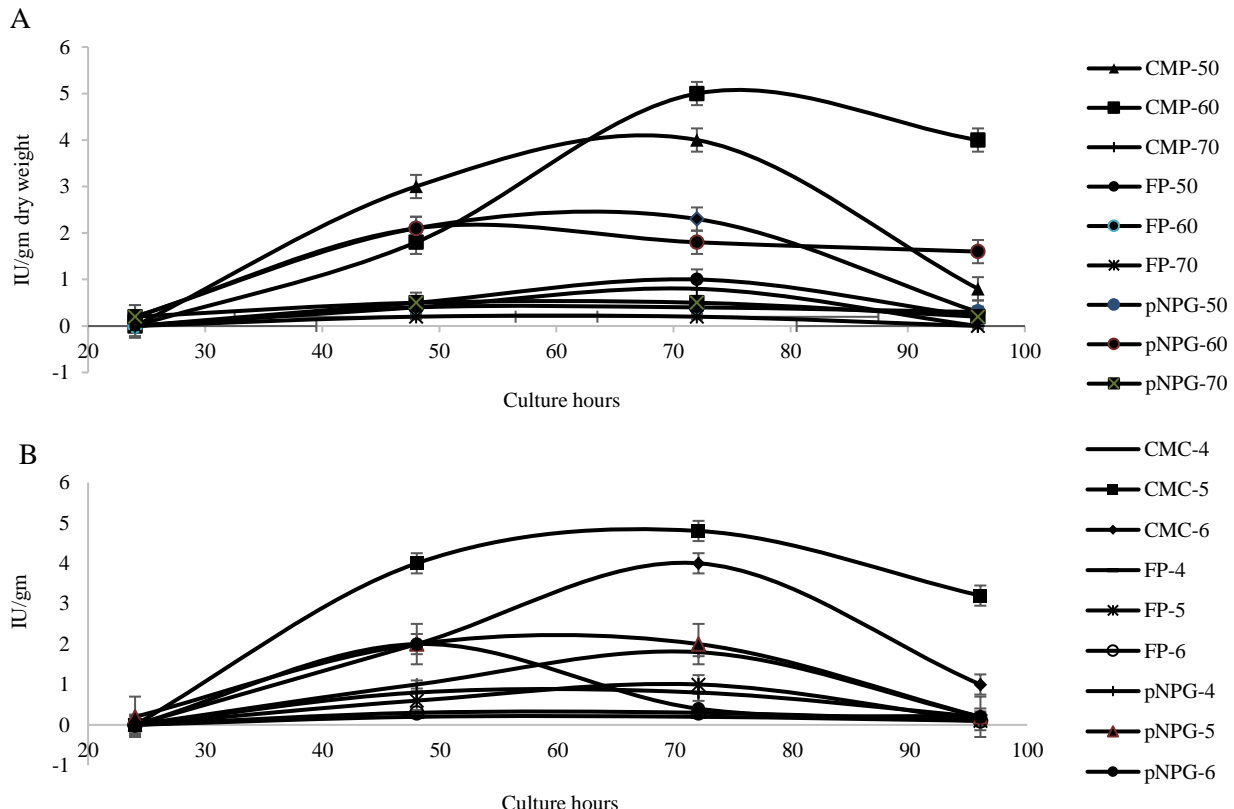 A
6
5
4
3
2
1
0
-1
IU/gm dry weight
20 30 40 50 60 70 80 90 100
Culture hours
CMP-50
CMP-60
CMP-70
FP-50
FP-60
FP-70
pNPG-50
pNPG-60
pNPG-70
B
6
5
4
3
2
1
0
-1
IU/gm
20 30 40 50 60 70 80 90 100
Culture hours
CMC-4
CMC-5
CMC-6
FP-4
FP-5
FP-6
pNPG-4
pNPG-5
pNPG-6